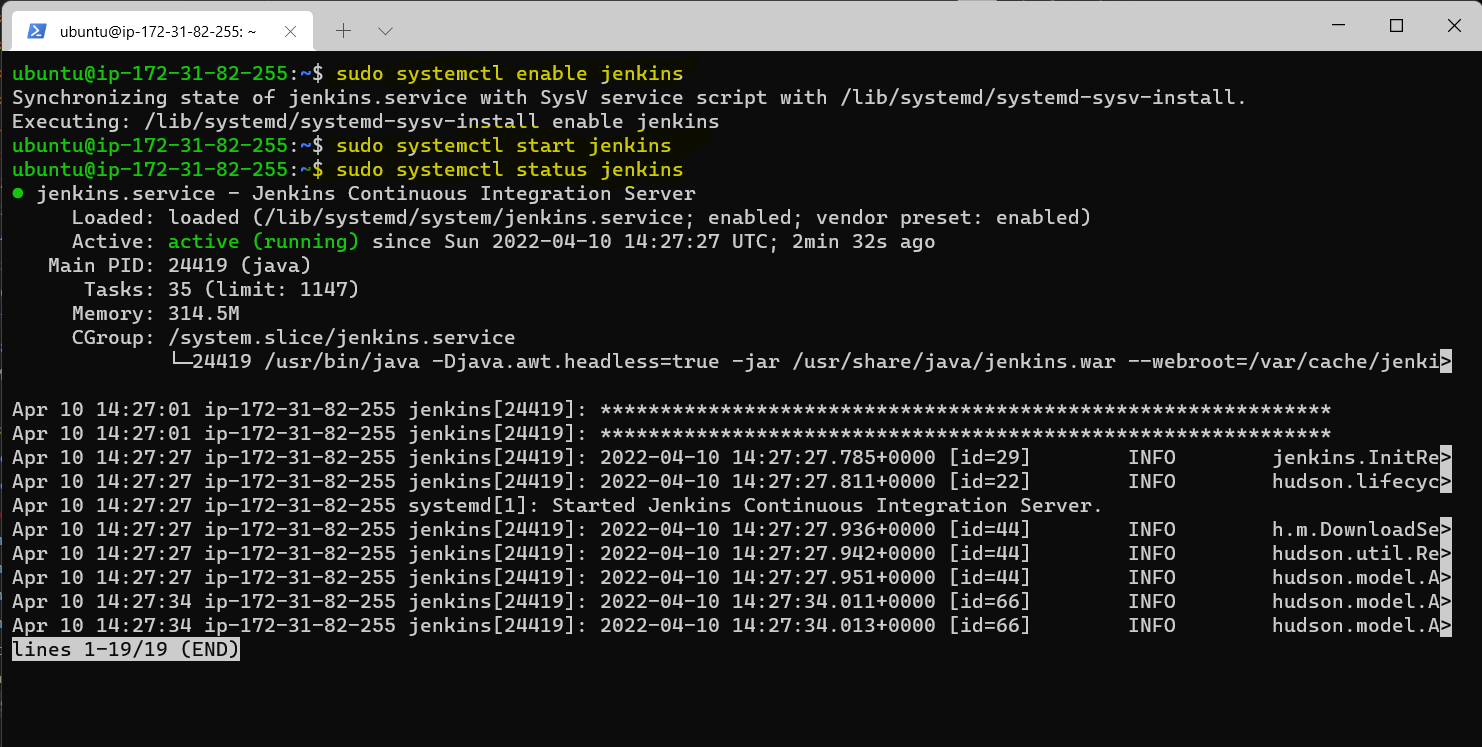 ubuntu@ip-172-31-82-255: ~
ubuntu@ip-172-31-82-255:~$ sudo systemctl enable jenkins
Synchronizing state of jenkins.service with SysV service script with /lib/systemd/systemd-sysv-install.
Executing: /lib/systemd/systemd-sysv-install enable jenkins
ubuntu@ip-172-31-82-255:~$ sudo systemctl start jenkins
ubuntu@ip-172-31-82-255:~$ sudo systemctl status jenkins
● jenkins.service - Jenkins Continuous Integration Server
Loaded: loaded (/lib/systemd/system/jenkins.service; enabled; vendor preset: enabled)
Active: active (running) since Sun 2022-04-10 14:27:27 UTC; 2min 32s ago
Main PID: 24419 (java)
Tasks: 35 (limit: 1147)
Memory: 314.5M
CGroup: /system.slice/jenkins.service
└─24419 /usr/bin/java -Djava.awt.headless=true -jar /usr/share/java/jenkins.war --webroot=/var/cache/jenki>
Apr 10 14:27:01 ip-172-31-82-255 jenkins[24419]: *************************************************************
Apr 10 14:27:01 ip-172-31-82-255 jenkins[24419]: *************************************************************
Apr 10 14:27:27 ip-172-31-82-255 jenkins[24419]: 2022-04-10 14:27:27.785+0000 [id=29] INFO jenkins.InitRe>
Apr 10 14:27:27 ip-172-31-82-255 jenkins[24419]: 2022-04-10 14:27:27.811+0000 [id=22] INFO hudson.lifecyc>
Apr 10 14:27:27 ip-172-31-82-255 systemd[1]: Started Jenkins Continuous Integration Server.
Apr 10 14:27:27 ip-172-31-82-255 jenkins[24419]: 2022-04-10 14:27:27.936+0000 [id=44] INFO h.m.DownloadSe>
Apr 10 14:27:27 ip-172-31-82-255 jenkins[24419]: 2022-04-10 14:27:27.942+0000 [id=44] INFO hudson.util.Re>
Apr 10 14:27:27 ip-172-31-82-255 jenkins[24419]: 2022-04-10 14:27:27.951+0000 [id=44] INFO hudson.model.A>
Apr 10 14:27:34 ip-172-31-82-255 jenkins[24419]: 2022-04-10 14:27:34.011+0000 [id=66] INFO hudson.model.A>
Apr 10 14:27:34 ip-172-31-82-255 jenkins[24419]: 2022-04-10 14:27:34.013+0000 [id=66] INFO hudson.model.A>
lines 1-19/19 (END)